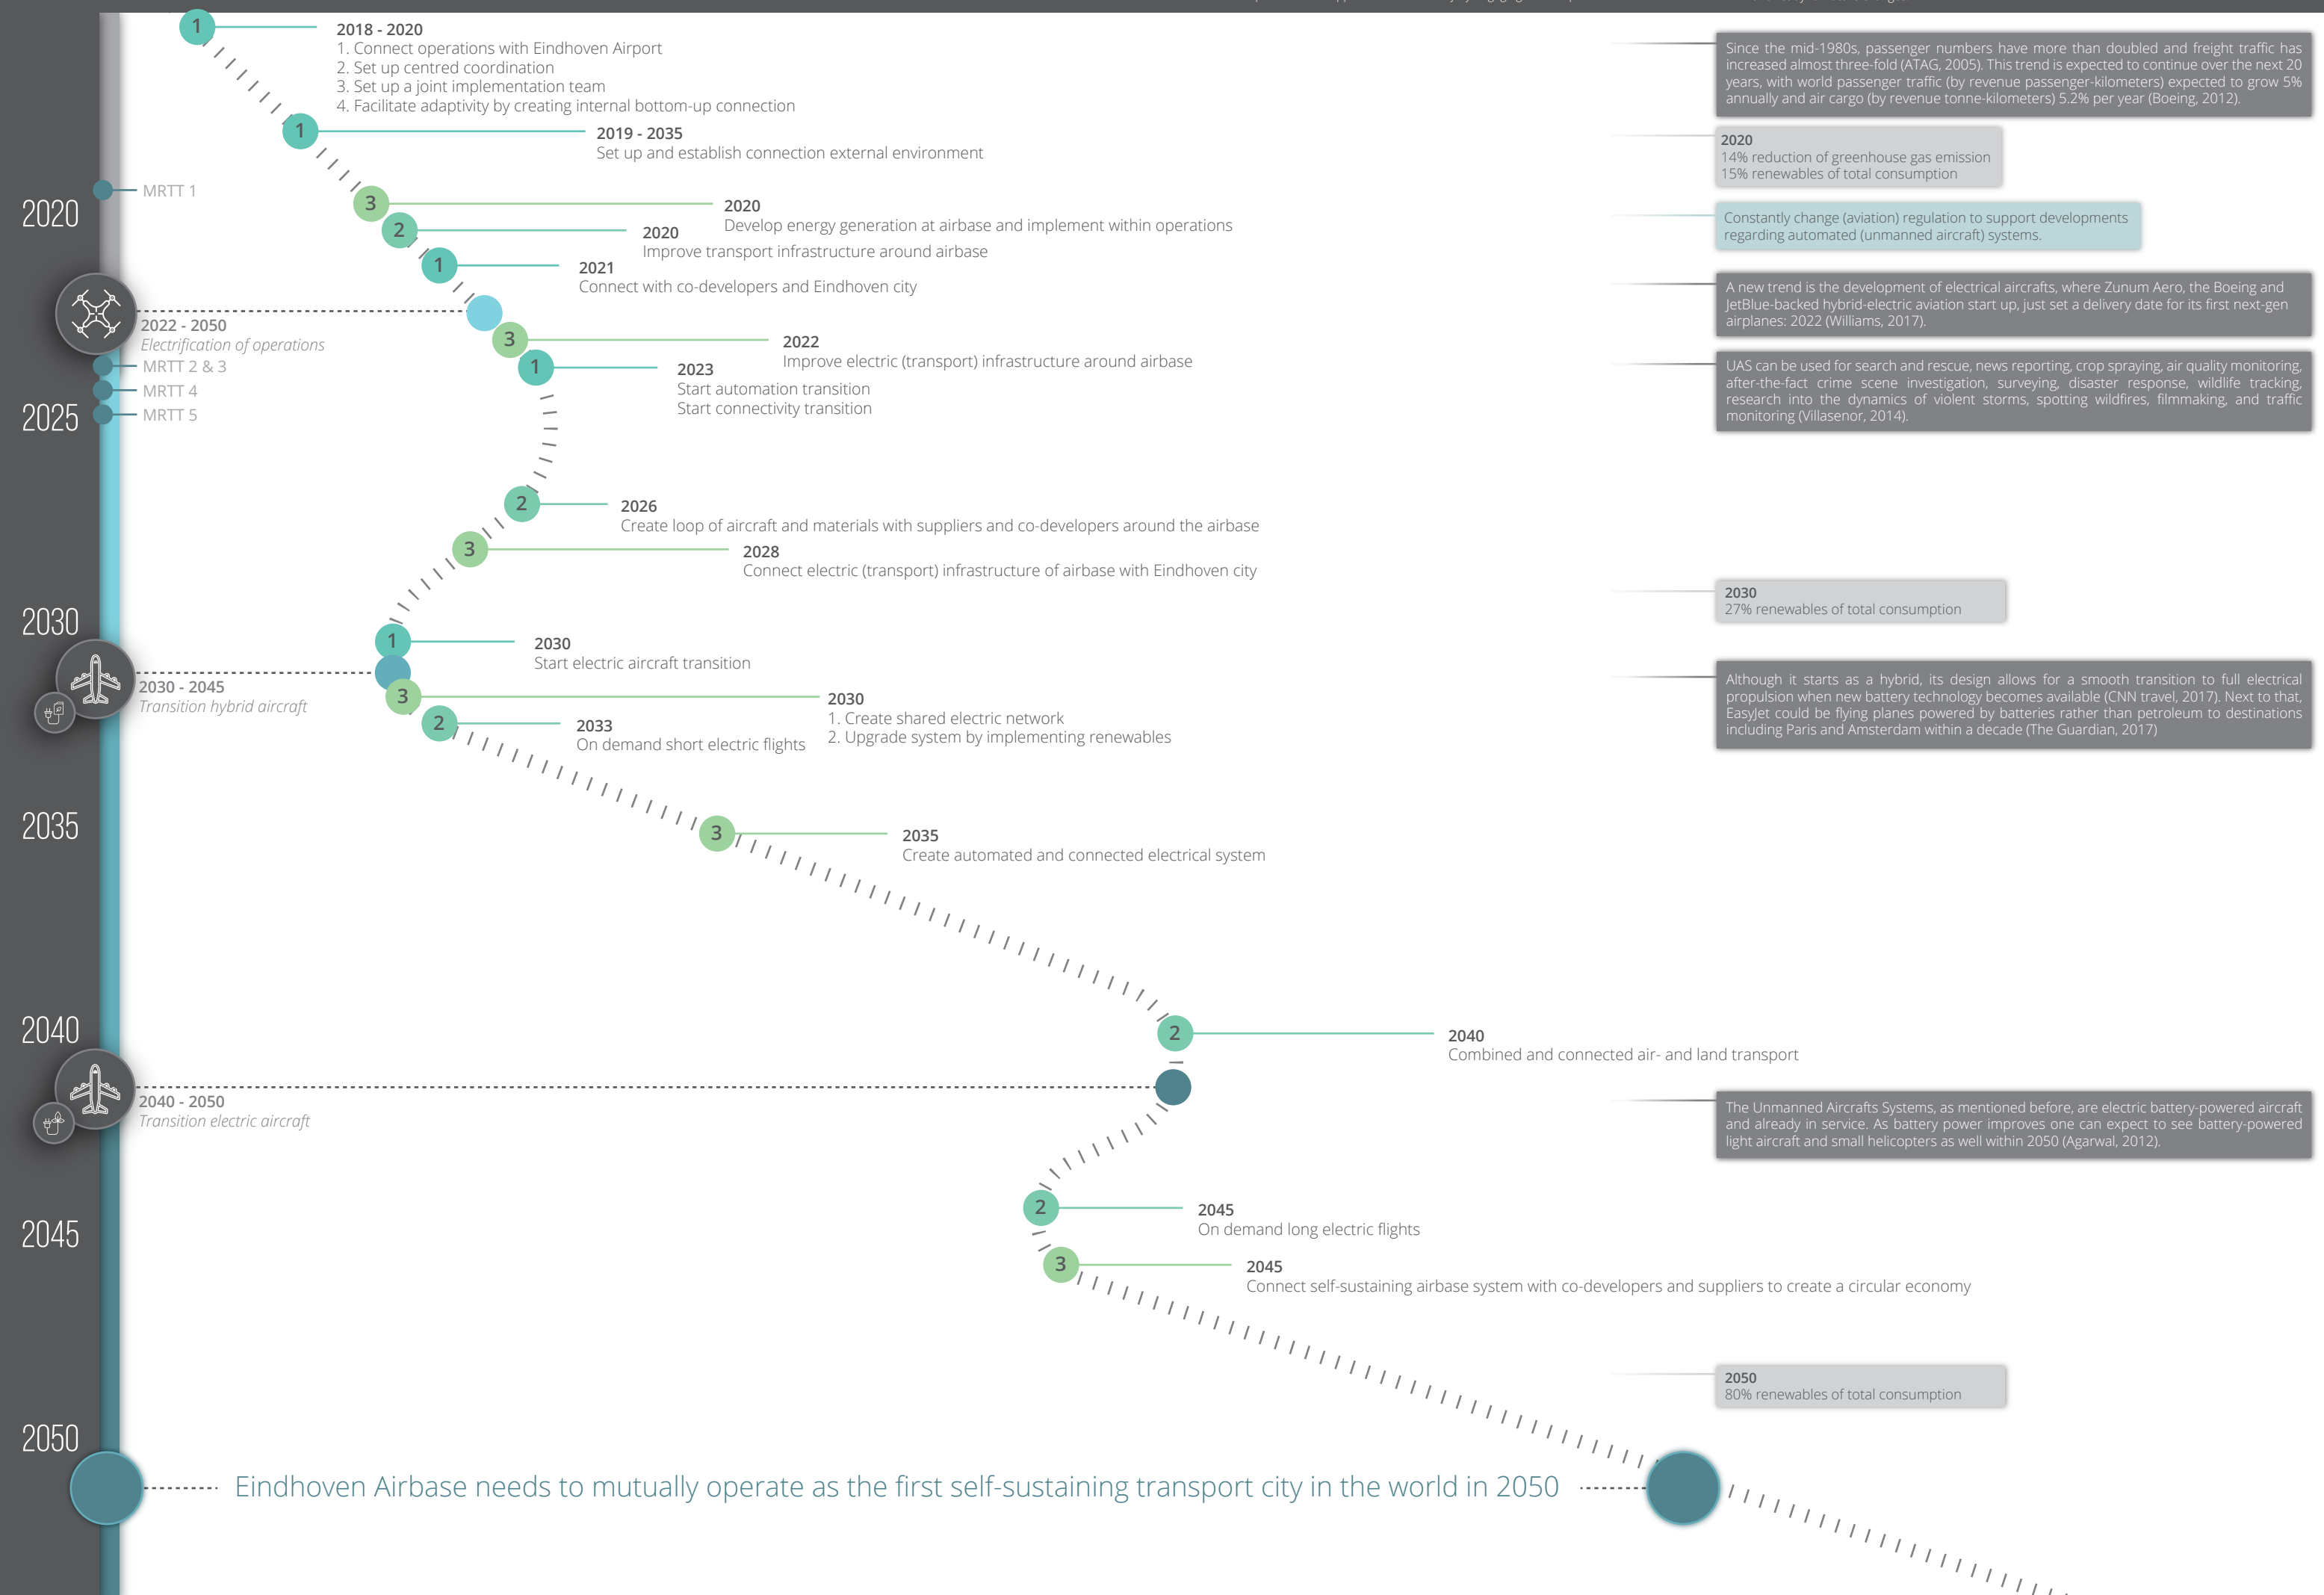 1
2018 - 2020
1. Connect operations with Eindhoven Airport
2. Set up centred coordination
3. Set up a joint implementation team
4. Facilitate adaptivity by creating internal bottom-up connection
Since the mid-1980s, passenger numbers have more than doubled and freight traffic has
increased almost three-fold (ATAG, 2005). This trend is expected to continue over the next 20
years, with world passenger traffic (by revenue passenger-kilometers) expected to grow 5%
annually and air cargo (by revenue tonne-kilometers) 5.2% per year (Boeing, 2012).
1
2019 - 2035
Set up and establish connection external environment
2020
14% reduction of greenhouse gas emission
15% renewables of total consumption
MRTT 1
2020
3
2020
Develop energy generation at airbase and implement within operations
2
2020
Improve transport infrastructure around airbase
Constantly change (aviation) regulation to support developments
regarding automated (unmanned aircraft) systems.
1
2021
Connect with co-developers and Eindhoven city
A new trend is the development of electrical aircrafts, where Zunum Aero, the Boeing and
JetBlue-backed hybrid-electric aviation start up, just set a delivery date for its first next-gen
airplanes: 2022 (Williams, 2017).
2022 - 2050
Electrification of operations
3
2022
Improve electric (transport) infrastructure around airbase
MRTT 2 & 3
1
2023
Start automation transition
Start connectivity transition
UAS can be used for search and rescue, news reporting, crop spraying, air quality monitoring,
after-the-fact crime scene investigation, surveying, disaster response, wildlife tracking,
research into the dynamics of violent storms, spotting wildfires, filmmaking, and traffic
monitoring (Villasenor, 2014).
MRTT 4
2025
MRTT 5
2
2026
Create loop of aircraft and materials with suppliers and co-developers around the airbase
3
2028
Connect electric (transport) infrastructure of airbase with Eindhoven city
2030
27% renewables of total consumption
2030
1
2030
Start electric aircraft transition
2030 - 2045
Transition hybrid aircraft
3
2030
1. Create shared electric network
2. Upgrade system by implementing renewables
2
2033
On demand short electric flights
Although it starts as a hybrid, its design allows for a smooth transition to full electrical
propulsion when new battery technology becomes available (CNN travel, 2017). Next to that,
EasyJet could be flying planes powered by batteries rather than petroleum to destinations
including Paris and Amsterdam within a decade (The Guardian, 2017)
2035
3
2035
Create automated and connected electrical system
2040
2
2040
Combined and connected air- and land transport
2040 - 2050
Transition electric aircraft
The Unmanned Aircrafts Systems, as mentioned before, are electric battery-powered aircraft
and already in service. As battery power improves one can expect to see battery-powered
light aircraft and small helicopters as well within 2050 (Agarwal, 2012).
2045
2
2045
On demand long electric flights
3
2045
Connect self-sustaining airbase system with co-developers and suppliers to create a circular economy
2050
80% renewables of total consumption
2050
Eindhoven Airbase needs to mutually operate as the first self-sustaining transport city in the world in 2050